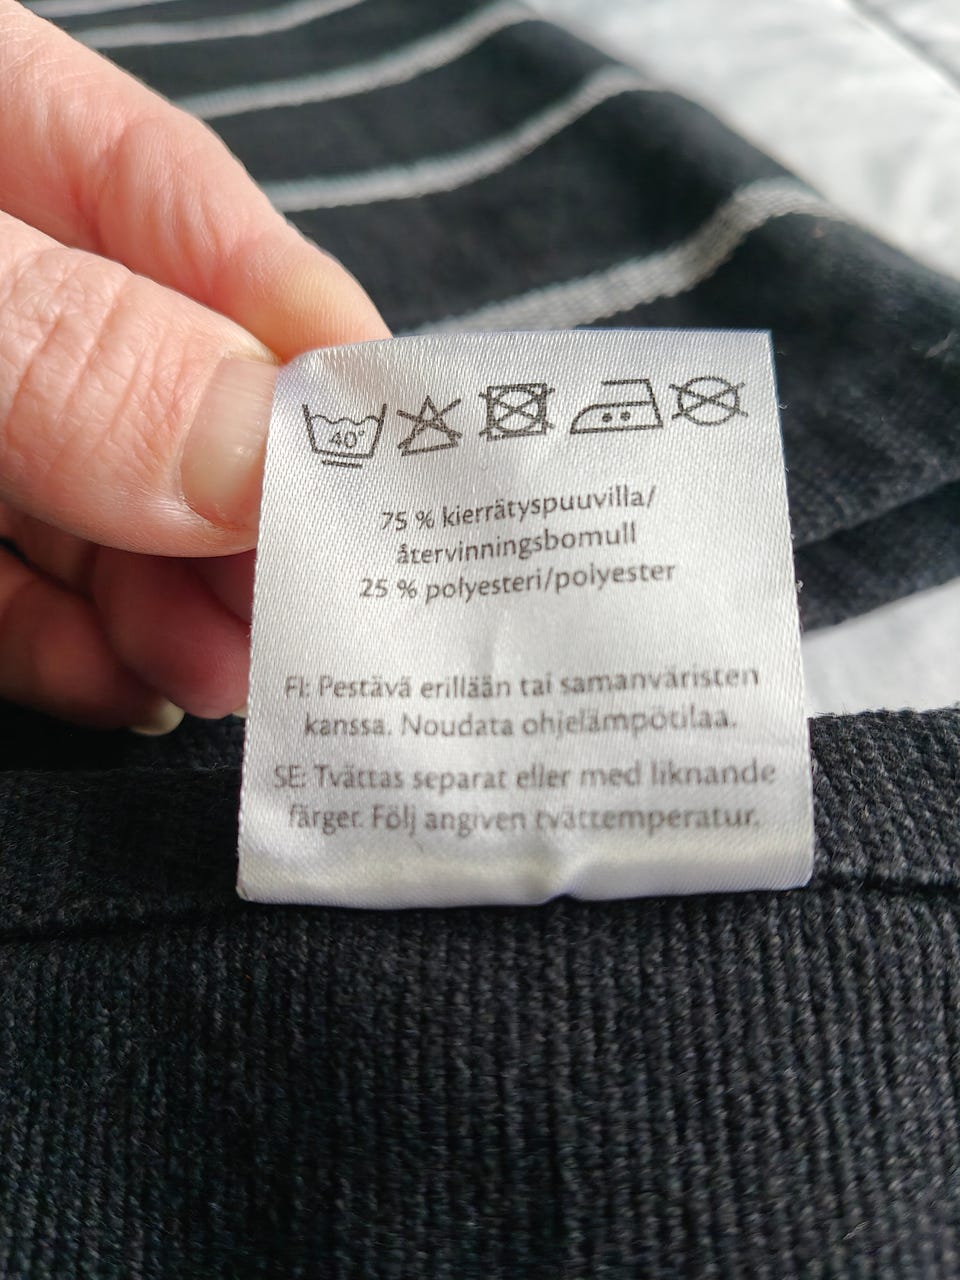 40°
75 % kierrätyspuuvilla/
återvinningsbomull
25 % polyesteri/polyester
FI: Pestävä erillään tai samanväristen
kanssa. Noudata ohjelämpötilaa.
SE: Tvättas separat eller med liknande
färger. Följ angiven tvättemperatur.